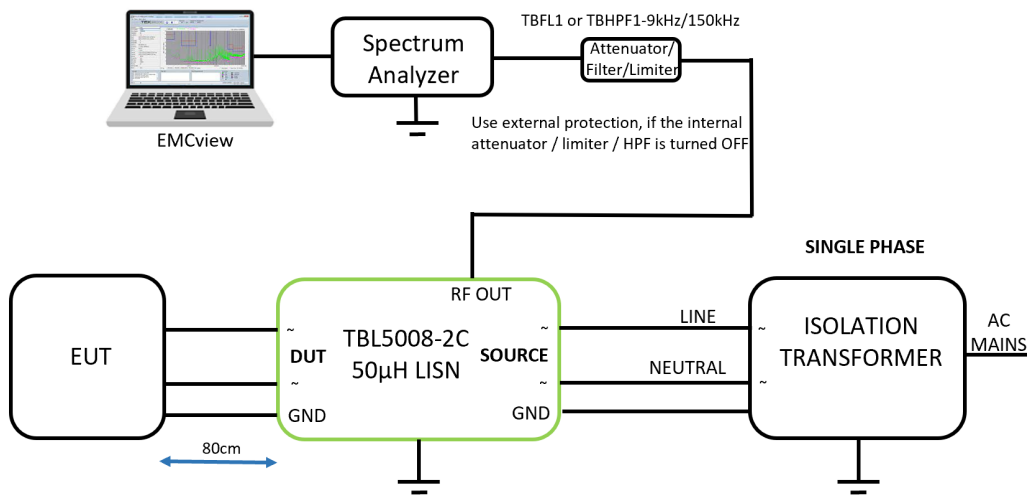 TBFL1 or TBHPF1-9kHz/150kHz
Spectrum
Analyzer
Attenuator/
Filter/Limiter
EMCview
Use external protection, if the internal
attenuator / limiter / HPF is turned OFF
SINGLE PHASE
RF OUT
EUT
~
DUT
~
GND
TBL5008-2C
50µH LISN
~
SOURCE
~
GND
LINE
NEUTRAL
~
~
ISOLATION
TRANSFORMER
AC
MAINS
80cm